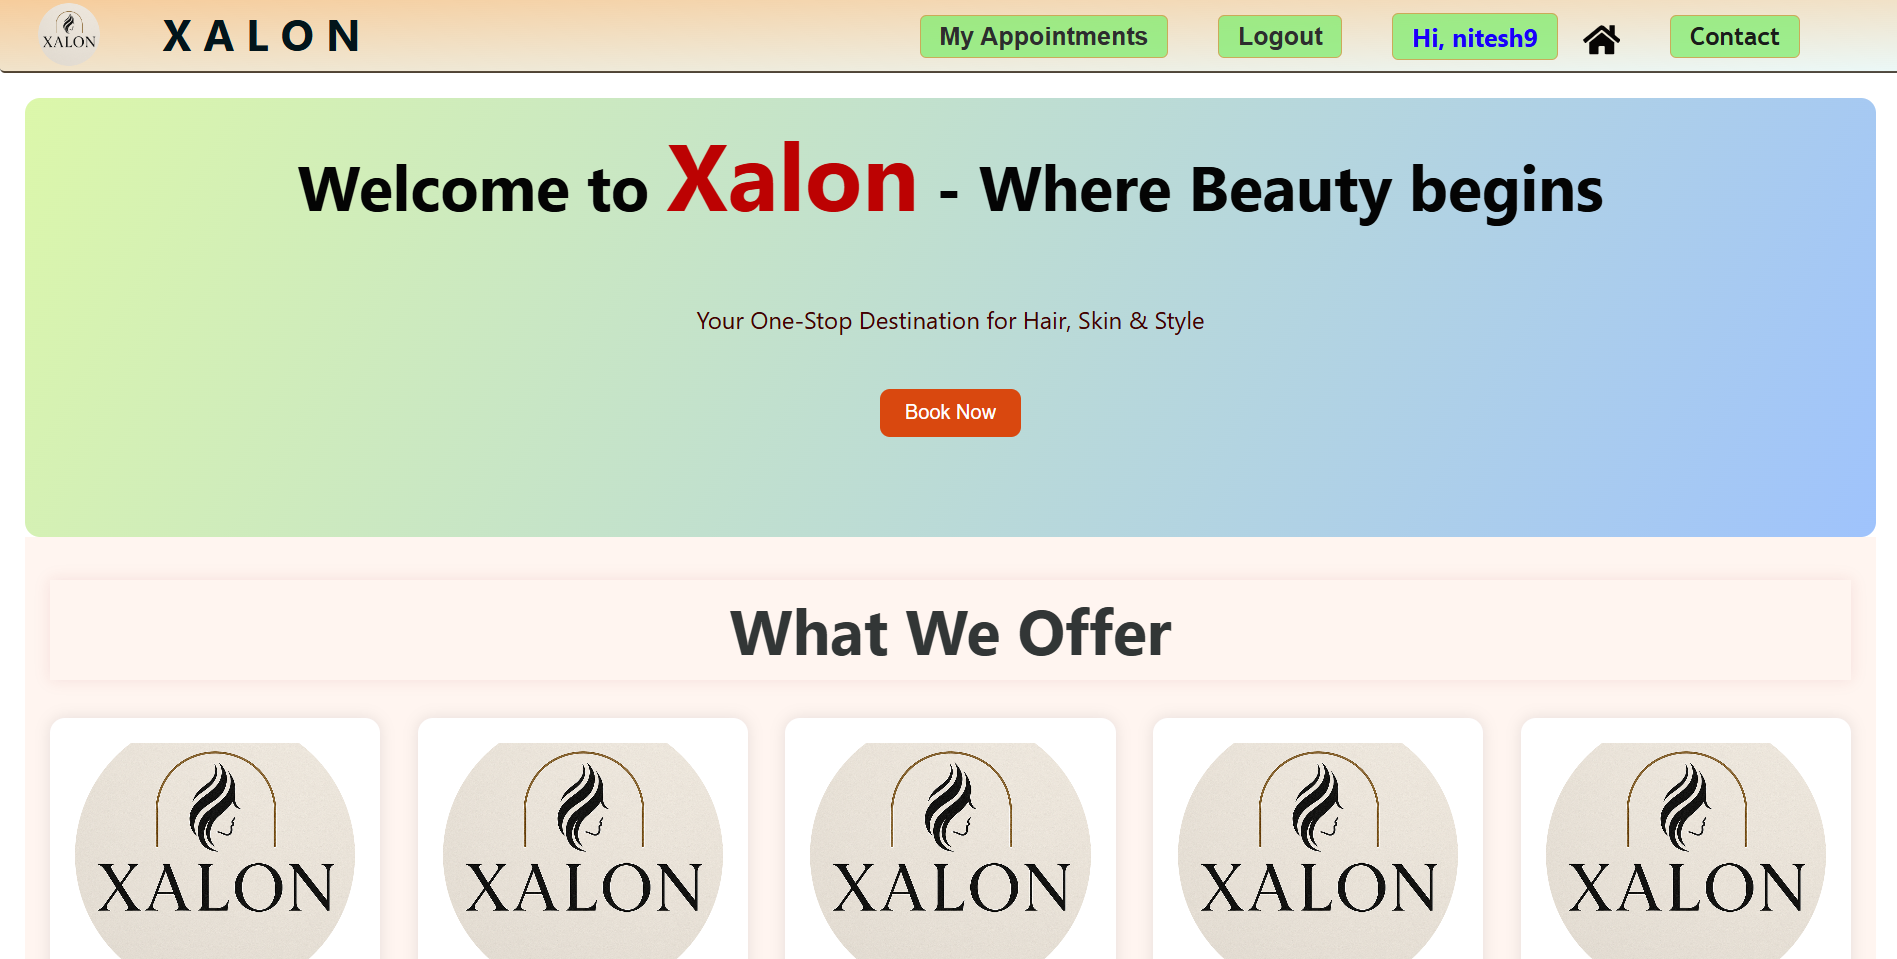 XALON
XALON
My Appointments
Logout
Hi, nitesh9
Contact
Welcome to Xalon - Where Beauty begins
Your One-Stop Destination for Hair, Skin & Style
Book Now
What We Offer
XALON
XALON
XALON
XALON
XALON